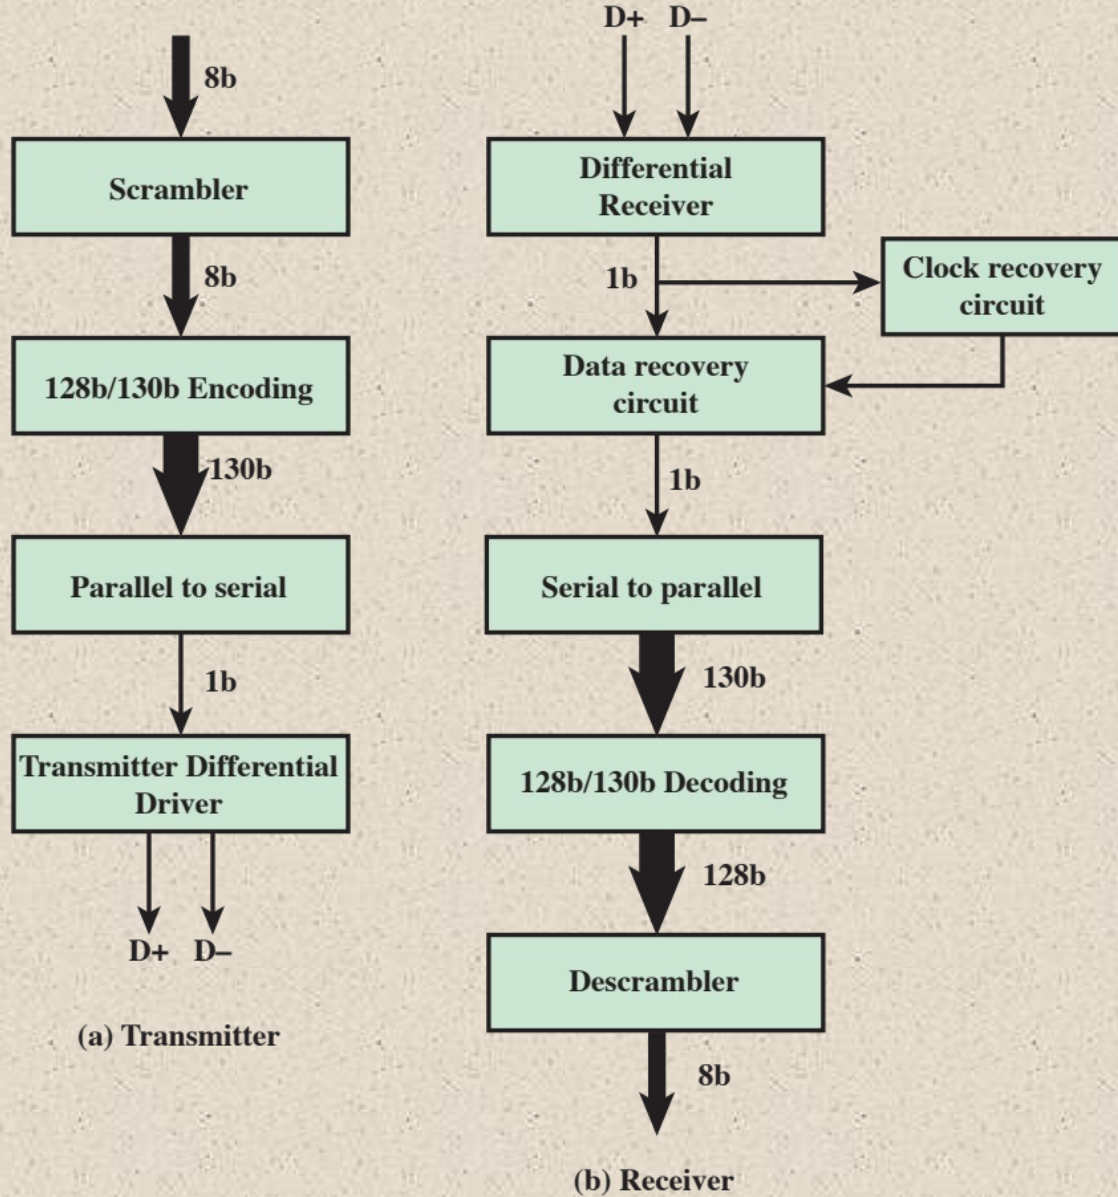 8b
Scrambler
8b
128b/130b Encoding
130b
Parallel to serial
1b
Transmitter Differential
Driver
D+ D–
(a) Transmitter
D+ D–
Differential
Receiver
1b
Clock recovery
circuit
Data recovery
circuit
1b
Serial to parallel
130b
128b/130b Decoding
128b
Descrambler
8b
(b) Receiver